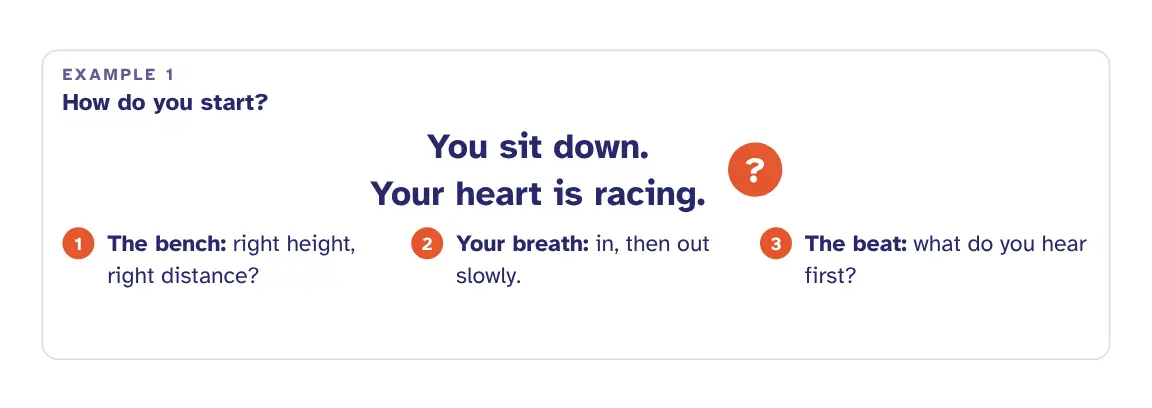 EXAMPLE 1
How do you start?
You sit down.
Your heart is racing.
?
1 The bench: right height,
right distance?
2 Your breath: in, then out
slowly.
3 The beat: what do you hear
first?